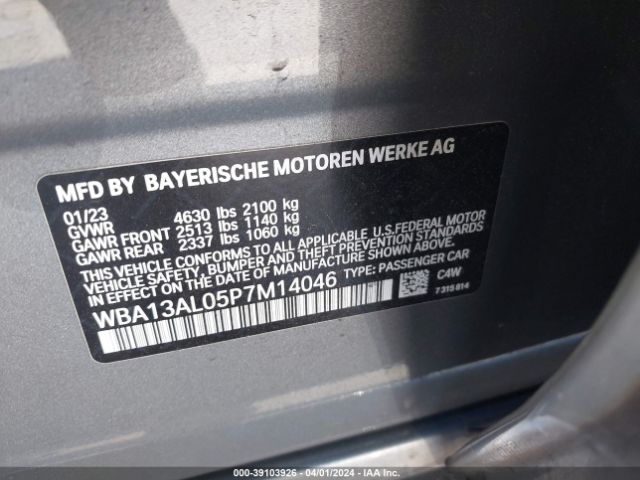 MFD BY BAYERISCHE MOTOREN WERKE AG
01/23
GVWR 4630 lbs 2100 kg
GAWR FRONT 2513 lbs 1140 kg
GAWR REAR 2337 lbs 1060 kg
THIS VEHICLE CONFORMS TO ALL APPLICABLE U.S.FEDERAL MOTOR
VEHICLE SAFETY, BUMPER AND THEFT PREVENTION STANDARDS
IN EFFECT ON THE DATE OF MANUFACTURE SHOWN ABOVE.
WBA13AL05P7M14046 TYPE: PASSENGER CAR
C4W
7 315 814
000-39103926 - 04/01/2024 - IAA Inc.